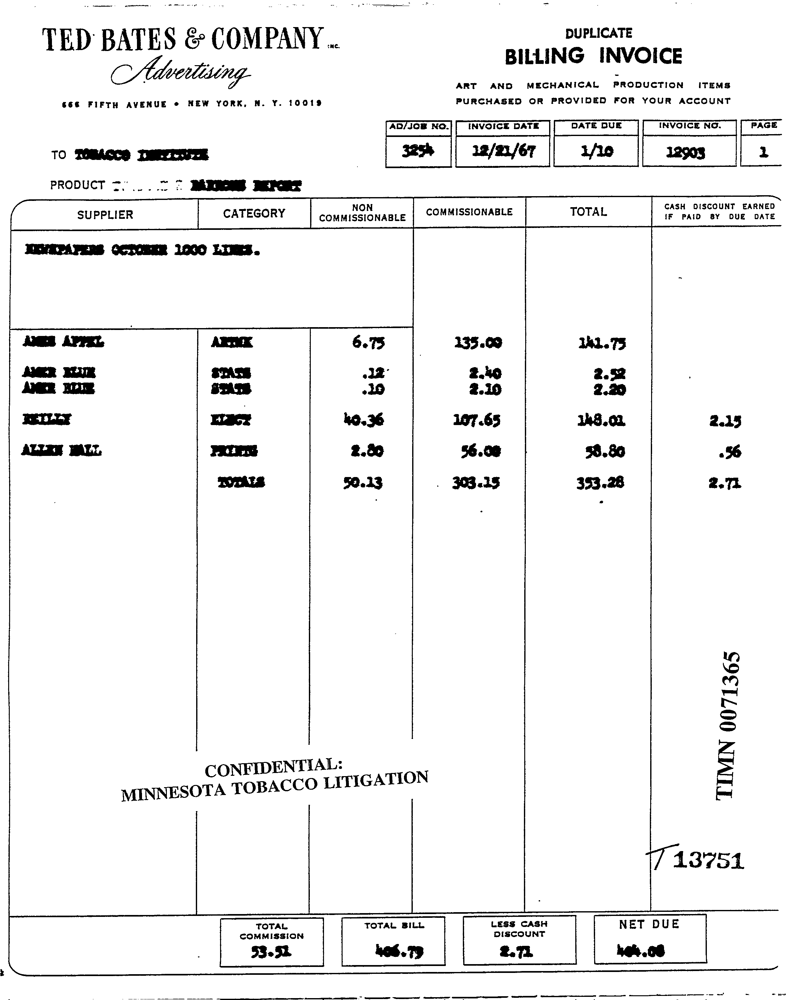 TED BATES & COMPANY INC.
Advertising
666 FIFTH AVENUE • NEW YORK, N. Y. 10019
DUPLICATE
BILLING INVOICE
ART AND MECHANICAL PRODUCTION ITEMS
PURCHASED OR PROVIDED FOR YOUR ACCOUNT
AD/JOB NO. INVOICE DATE DATE DUE INVOICE NO. PAGE
3254 12/21/67 1/10 12903 1
TO TOBACCO INSTITUTE
PRODUCT BARRONS REPORT
SUPPLIER CATEGORY NON COMMISSIONABLE COMMISSIONABLE TOTAL CASH DISCOUNT EARNED IF PAID BY DUE DATE
NEWSPAPERS OCTOBER 1000 LINES.
APPEL 6.75 135.00 141.75
AMER BLUE STATS .12 2.40 2.52
AMER BLUE STATS .10 2.10 2.20
REILLY ELECT 40.36 107.65 148.01 2.15
ALLEN HALL PRINTS 2.80 56.00 58.80 .56
TOTALS 50.13 303.15 353.28 2.71
TIMN 0071365
CONFIDENTIAL:
MINNESOTA TOBACCO LITIGATION
T 13751
TOTAL COMMISSION TOTAL BILL LESS CASH DISCOUNT NET DUE
53.51 406.79 2.71 404.08